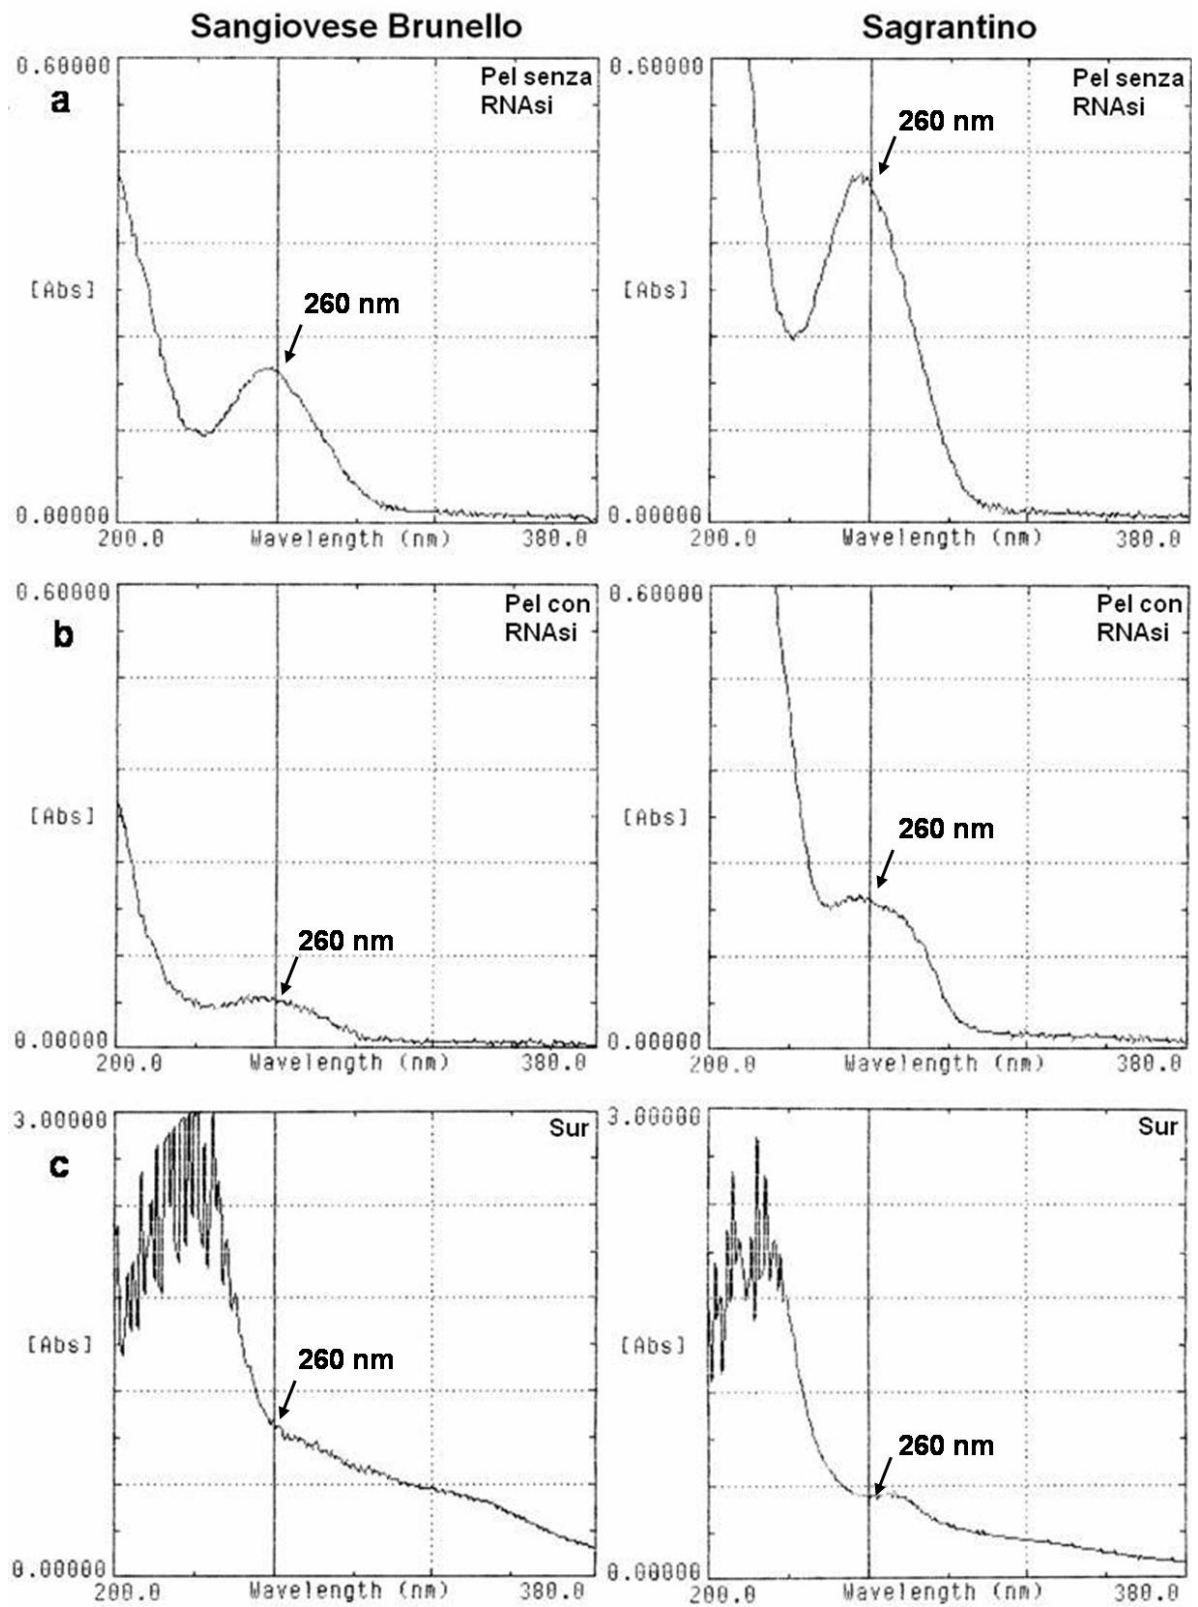 Sangiovese Brunello
Sagrantino
a
0.60000
[Abs]
0.00000
200.0
Wavelength (nm)
380.0
Pel senza
RNAsi
260 nm
0.60000
[Abs]
0.00000
200.0
Wavelength (nm)
380.0
Pel senza
RNAsi
260 nm
b
0.60000
[Abs]
0.00000
200.0
Wavelength (nm)
380.0
Pel con
RNAsi
260 nm
0.60000
[Abs]
0.00000
200.0
Wavelength (nm)
380.0
Pel con
RNAsi
260 nm
c
3.00000
[Abs]
0.00000
200.0
Wavelength (nm)
380.0
Sur
260 nm
3.00000
[Abs]
0.00000
200.0
Wavelength (nm)
380.0
Sur
260 nm